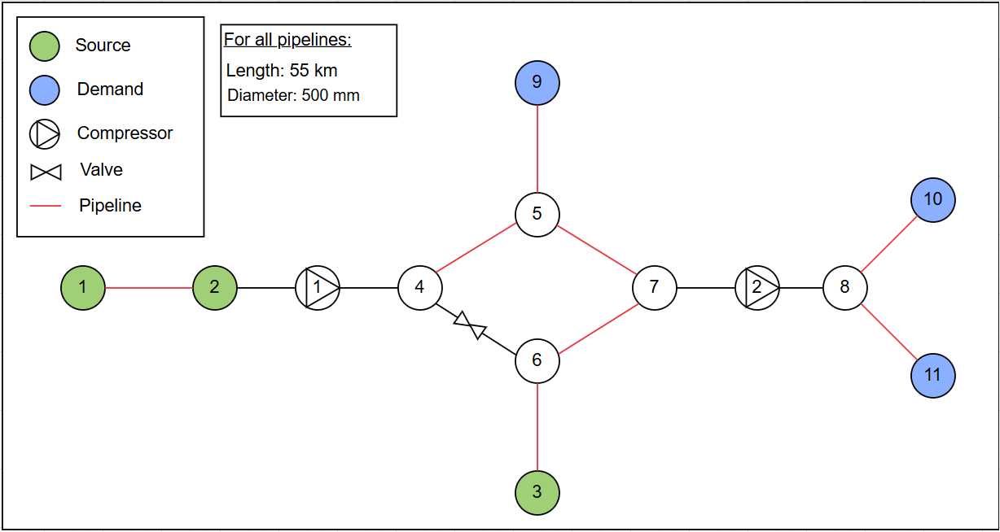 Source
Demand
Compressor
Valve
Pipeline
For all pipelines:
Length: 55 km
Diameter: 500 mm
9
10
5
1
2
1
4
7
2
8
6
11
3